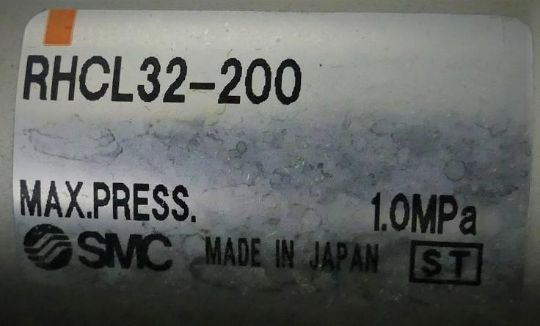 RHCL32-200
MAX.PRESS. 1.0MPa
SMC MADE IN JAPAN ST